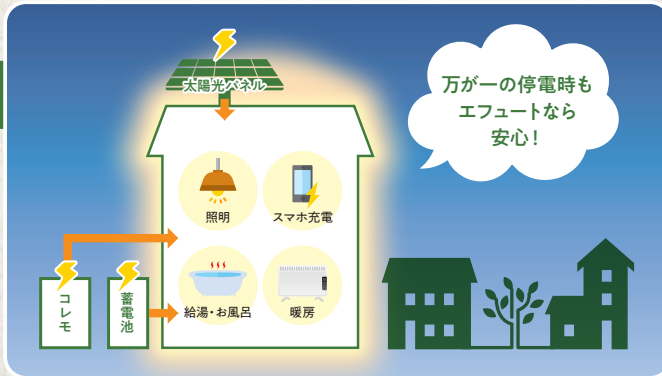 太陽光パネル
万が一の停電時も
エフュートなら
安心！
照明
スマホ充電
コレモ
蓄電池
給湯・お風呂
暖房